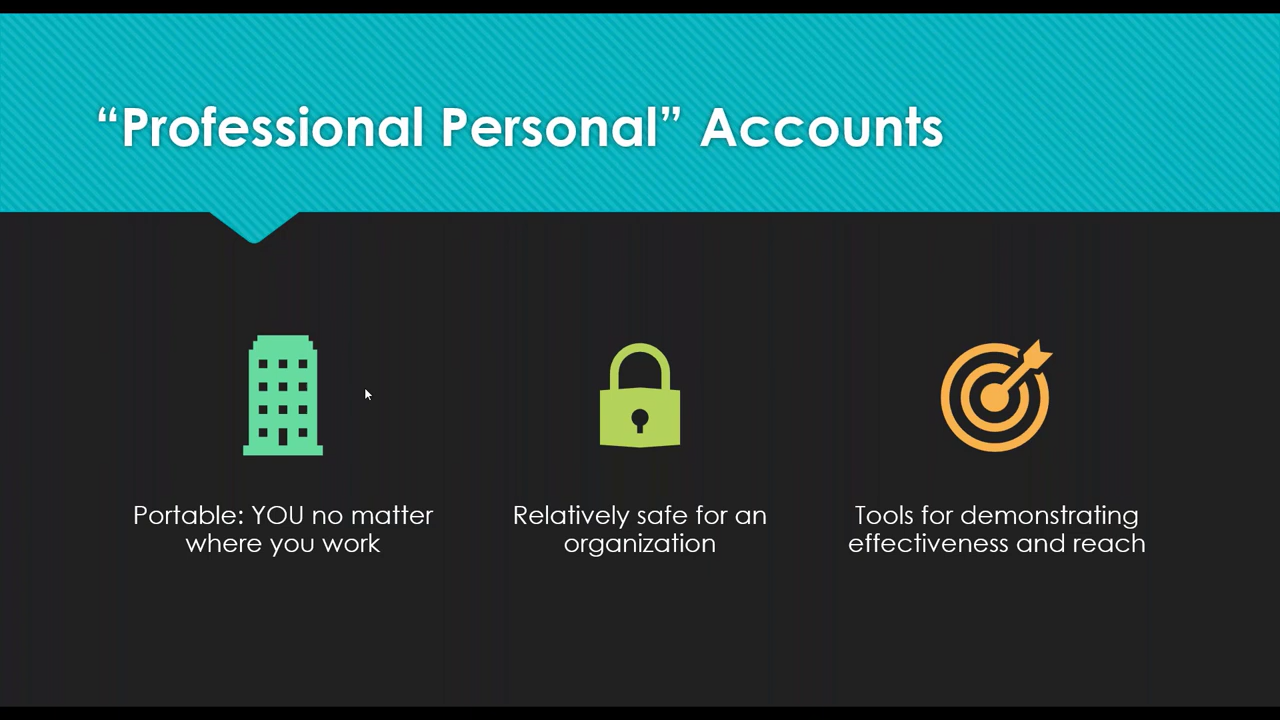 “Professional Personal” Accounts
Portable: YOU no matter
where you work
Relatively safe for an
organization
Tools for demonstrating
effectiveness and reach